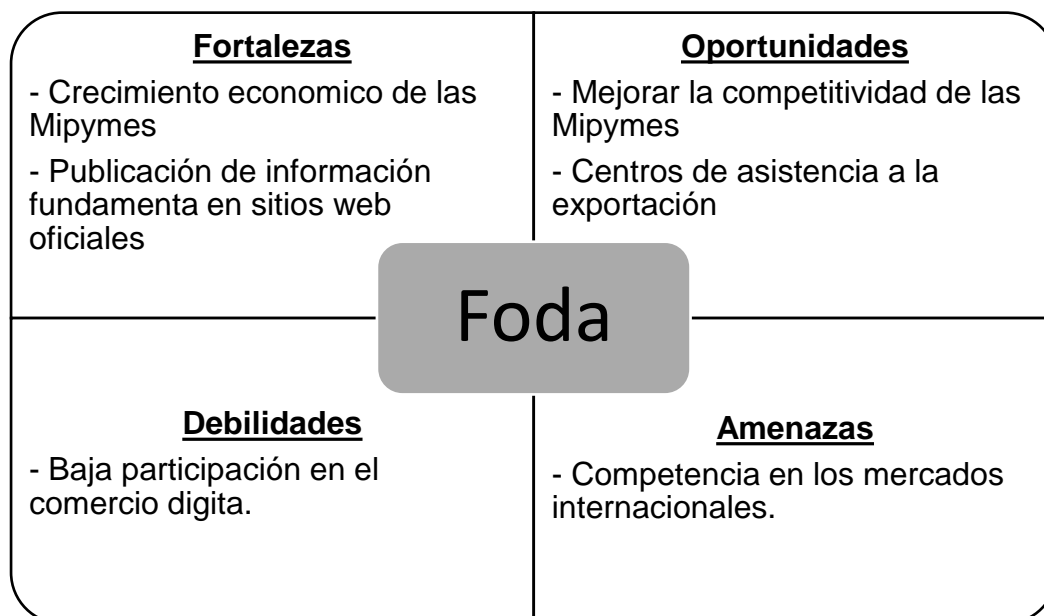 Fortalezas
- Crecimiento economico de las
Mipymes
- Publicación de información
fundamenta en sitios web
oficiales
Oportunidades
- Mejorar la competitividad de las
Mipymes
- Centros de asistencia a la
exportación
Foda
Debilidades
- Baja participación en el
comercio digita.
Amenazas
- Competencia en los mercados
internacionales.